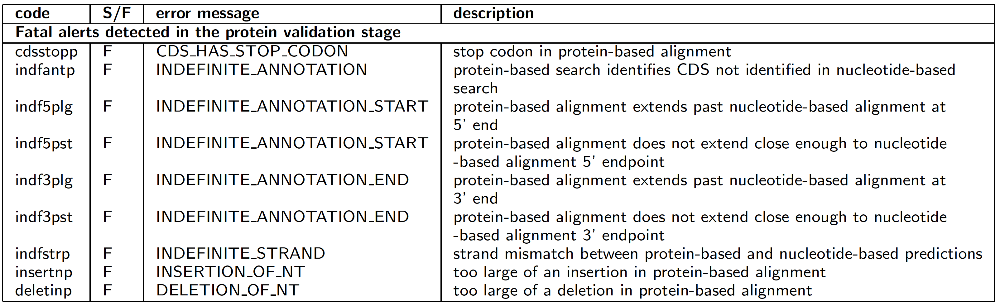 code S/F error message description
Fatal alerts detected in the protein validation stage
cdsstopp F CDS_HAS_STOP_CODON stop codon in protein-based alignment
indfantp F INDEFINITE_ANNOTATION protein-based search identifies CDS not identified in nucleotide-based
search
indf5plg F INDEFINITE_ANNOTATION_START protein-based alignment extends past nucleotide-based alignment at
5' end
indf5pst F INDEFINITE_ANNOTATION_START protein-based alignment does not extend close enough to nucleotide
-based alignment 5' endpoint
indf3plg F INDEFINITE_ANNOTATION_END protein-based alignment extends past nucleotide-based alignment at
3' end
indf3pst F INDEFINITE_ANNOTATION_END protein-based alignment does not extend close enough to nucleotide
-based alignment 3' endpoint
indfstrp F INDEFINITE_STRAND strand mismatch between protein-based and nucleotide-based predictions
insertnp F INSERTION_OF_NT too large of an insertion in protein-based alignment
deletinp F DELETION_OF_NT too large of a deletion in protein-based alignment